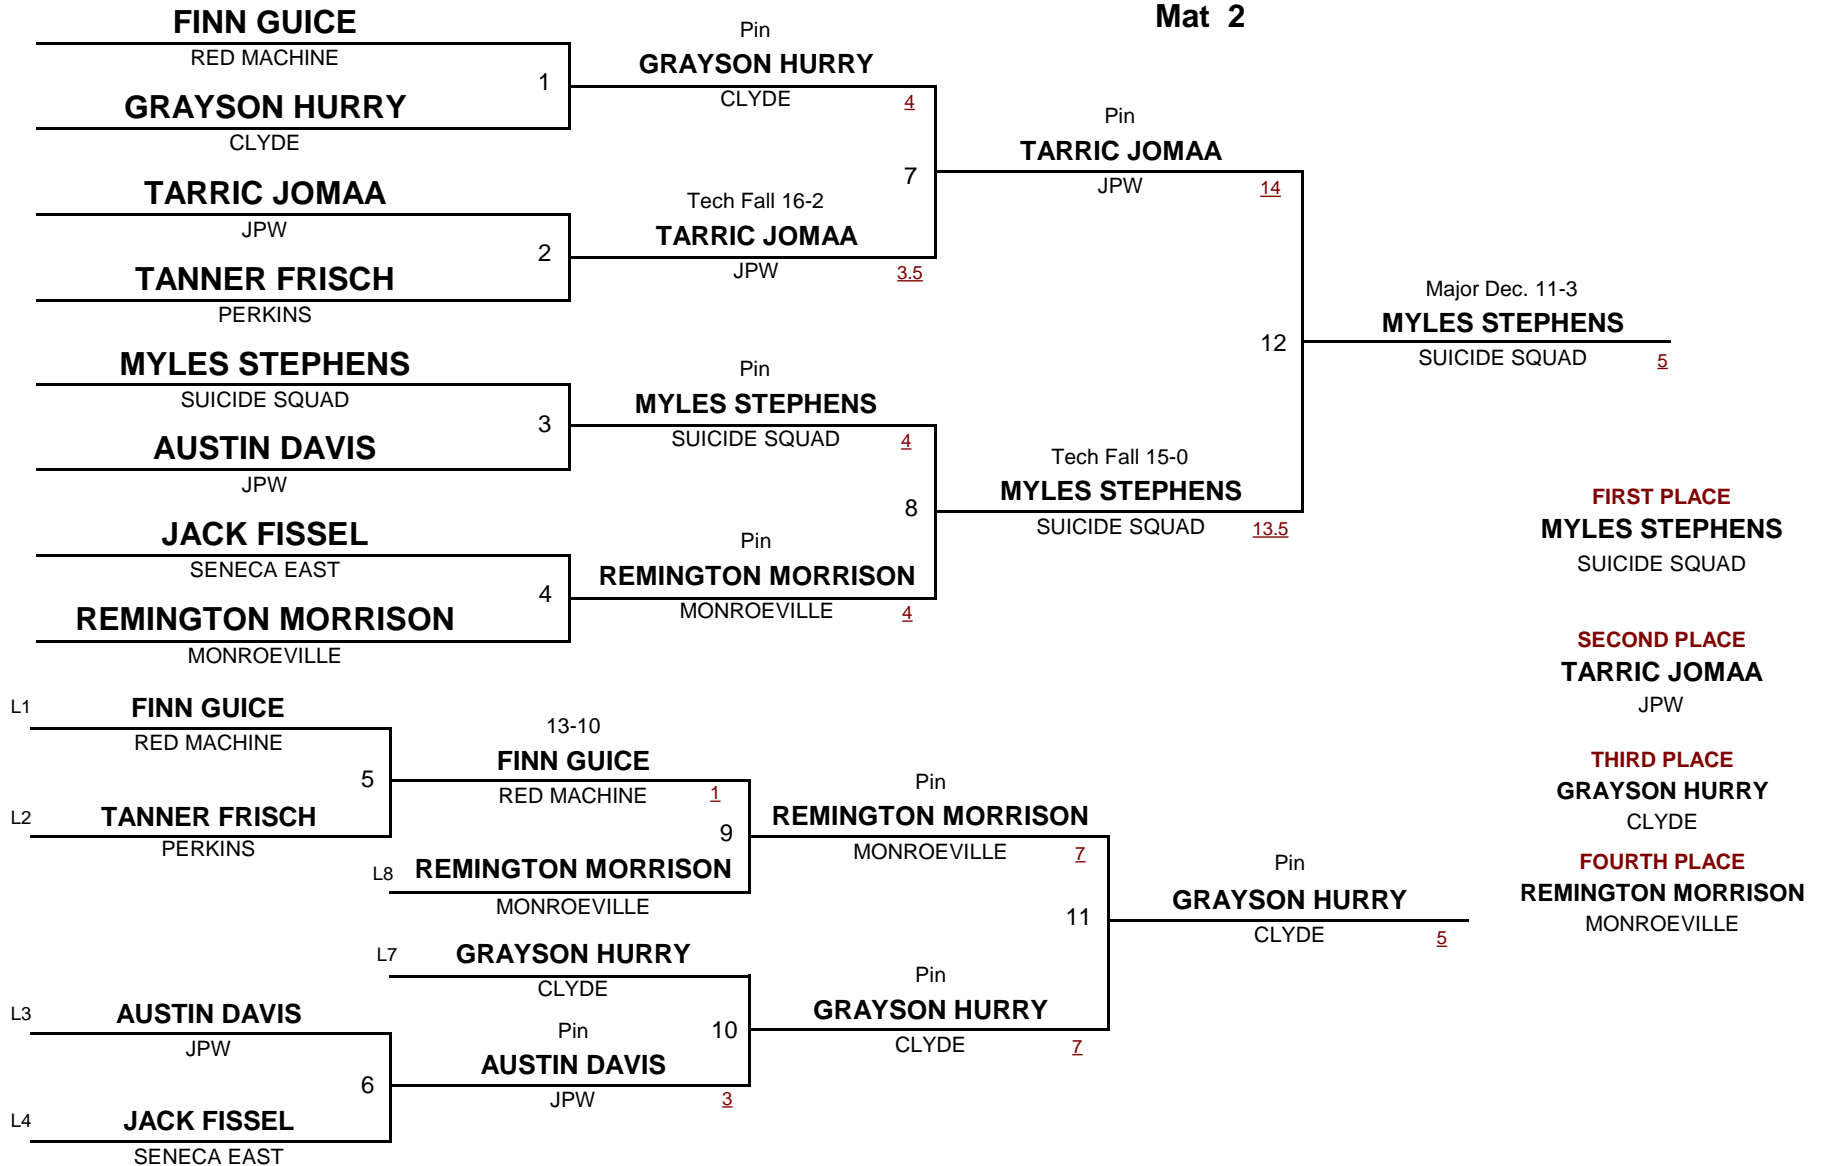 Mat 2
FINN GUICE
RED MACHINE
1
GRAYSON HURRY
CLYDE
TARRIC JOMAA
JPW
2
TANNER FRISCH
PERKINS
MYLES STEPHENS
SUICIDE SQUAD
3
AUSTIN DAVIS
JPW
JACK FISSEL
SENECA EAST
4
REMINGTON MORRISON
MONROEVILLE
Pin
GRAYSON HURRY
CLYDE
4
7
Tech Fall 16-2
TARRIC JOMAA
JPW
3.5
Pin
MYLES STEPHENS
SUICIDE SQUAD
4
8
Pin
REMINGTON MORRISON
MONROEVILLE
4
Pin
TARRIC JOMAA
JPW
14
12
Tech Fall 15-0
MYLES STEPHENS
SUICIDE SQUAD
13.5
Major Dec. 11-3
MYLES STEPHENS
SUICIDE SQUAD
5
FIRST PLACE
MYLES STEPHENS
SUICIDE SQUAD
SECOND PLACE
TARRIC JOMAA
JPW
THIRD PLACE
GRAYSON HURRY
CLYDE
FOURTH PLACE
REMINGTON MORRISON
MONROEVILLE
L1
FINN GUICE
RED MACHINE
5
L2
TANNER FRISCH
PERKINS
13-10
FINN GUICE
RED MACHINE
1
9
L8
REMINGTON MORRISON
MONROEVILLE
L7
GRAYSON HURRY
CLYDE
10
Pin
AUSTIN DAVIS
JPW
3
L3
AUSTIN DAVIS
JPW
6
L4
JACK FISSEL
SENECA EAST
Pin
REMINGTON MORRISON
MONROEVILLE
7
11
Pin
GRAYSON HURRY
CLYDE
7
Pin
GRAYSON HURRY
CLYDE
5